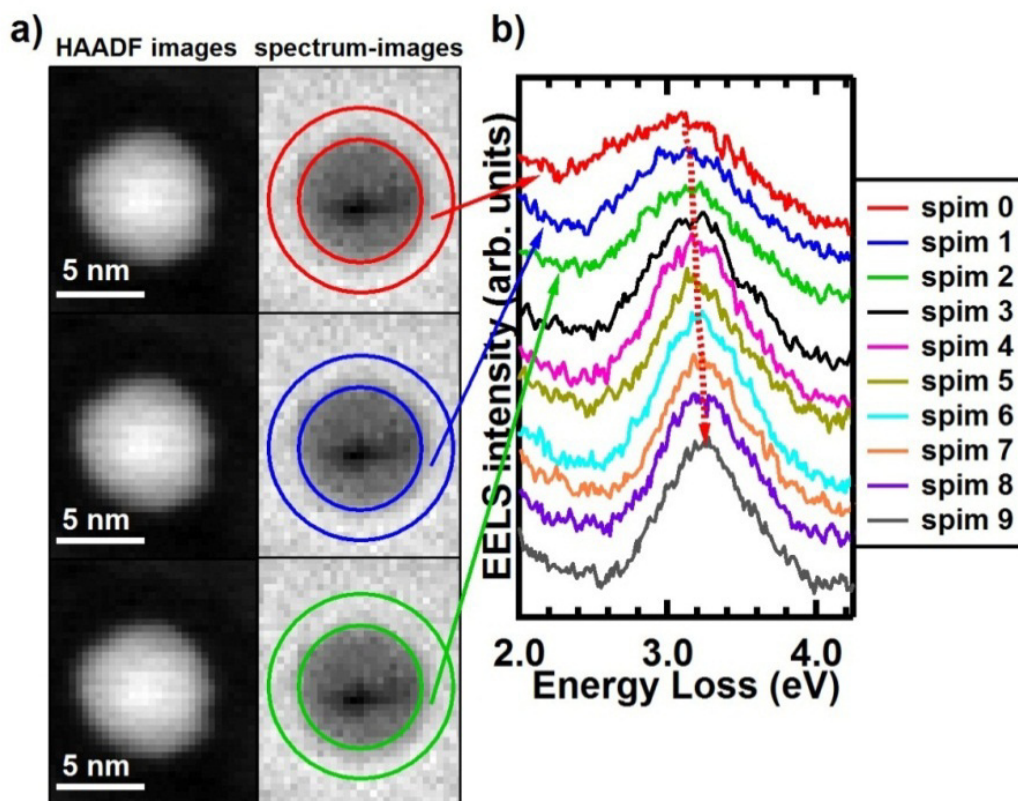 a)
HAADF images spectrum-images
5 nm
5 nm
5 nm
b)
EELS intensity (arb. units)
2.0 3.0 4.0
Energy Loss (eV)
spim 0
spim 1
spim 2
spim 3
spim 4
spim 5
spim 6
spim 7
spim 8
spim 9